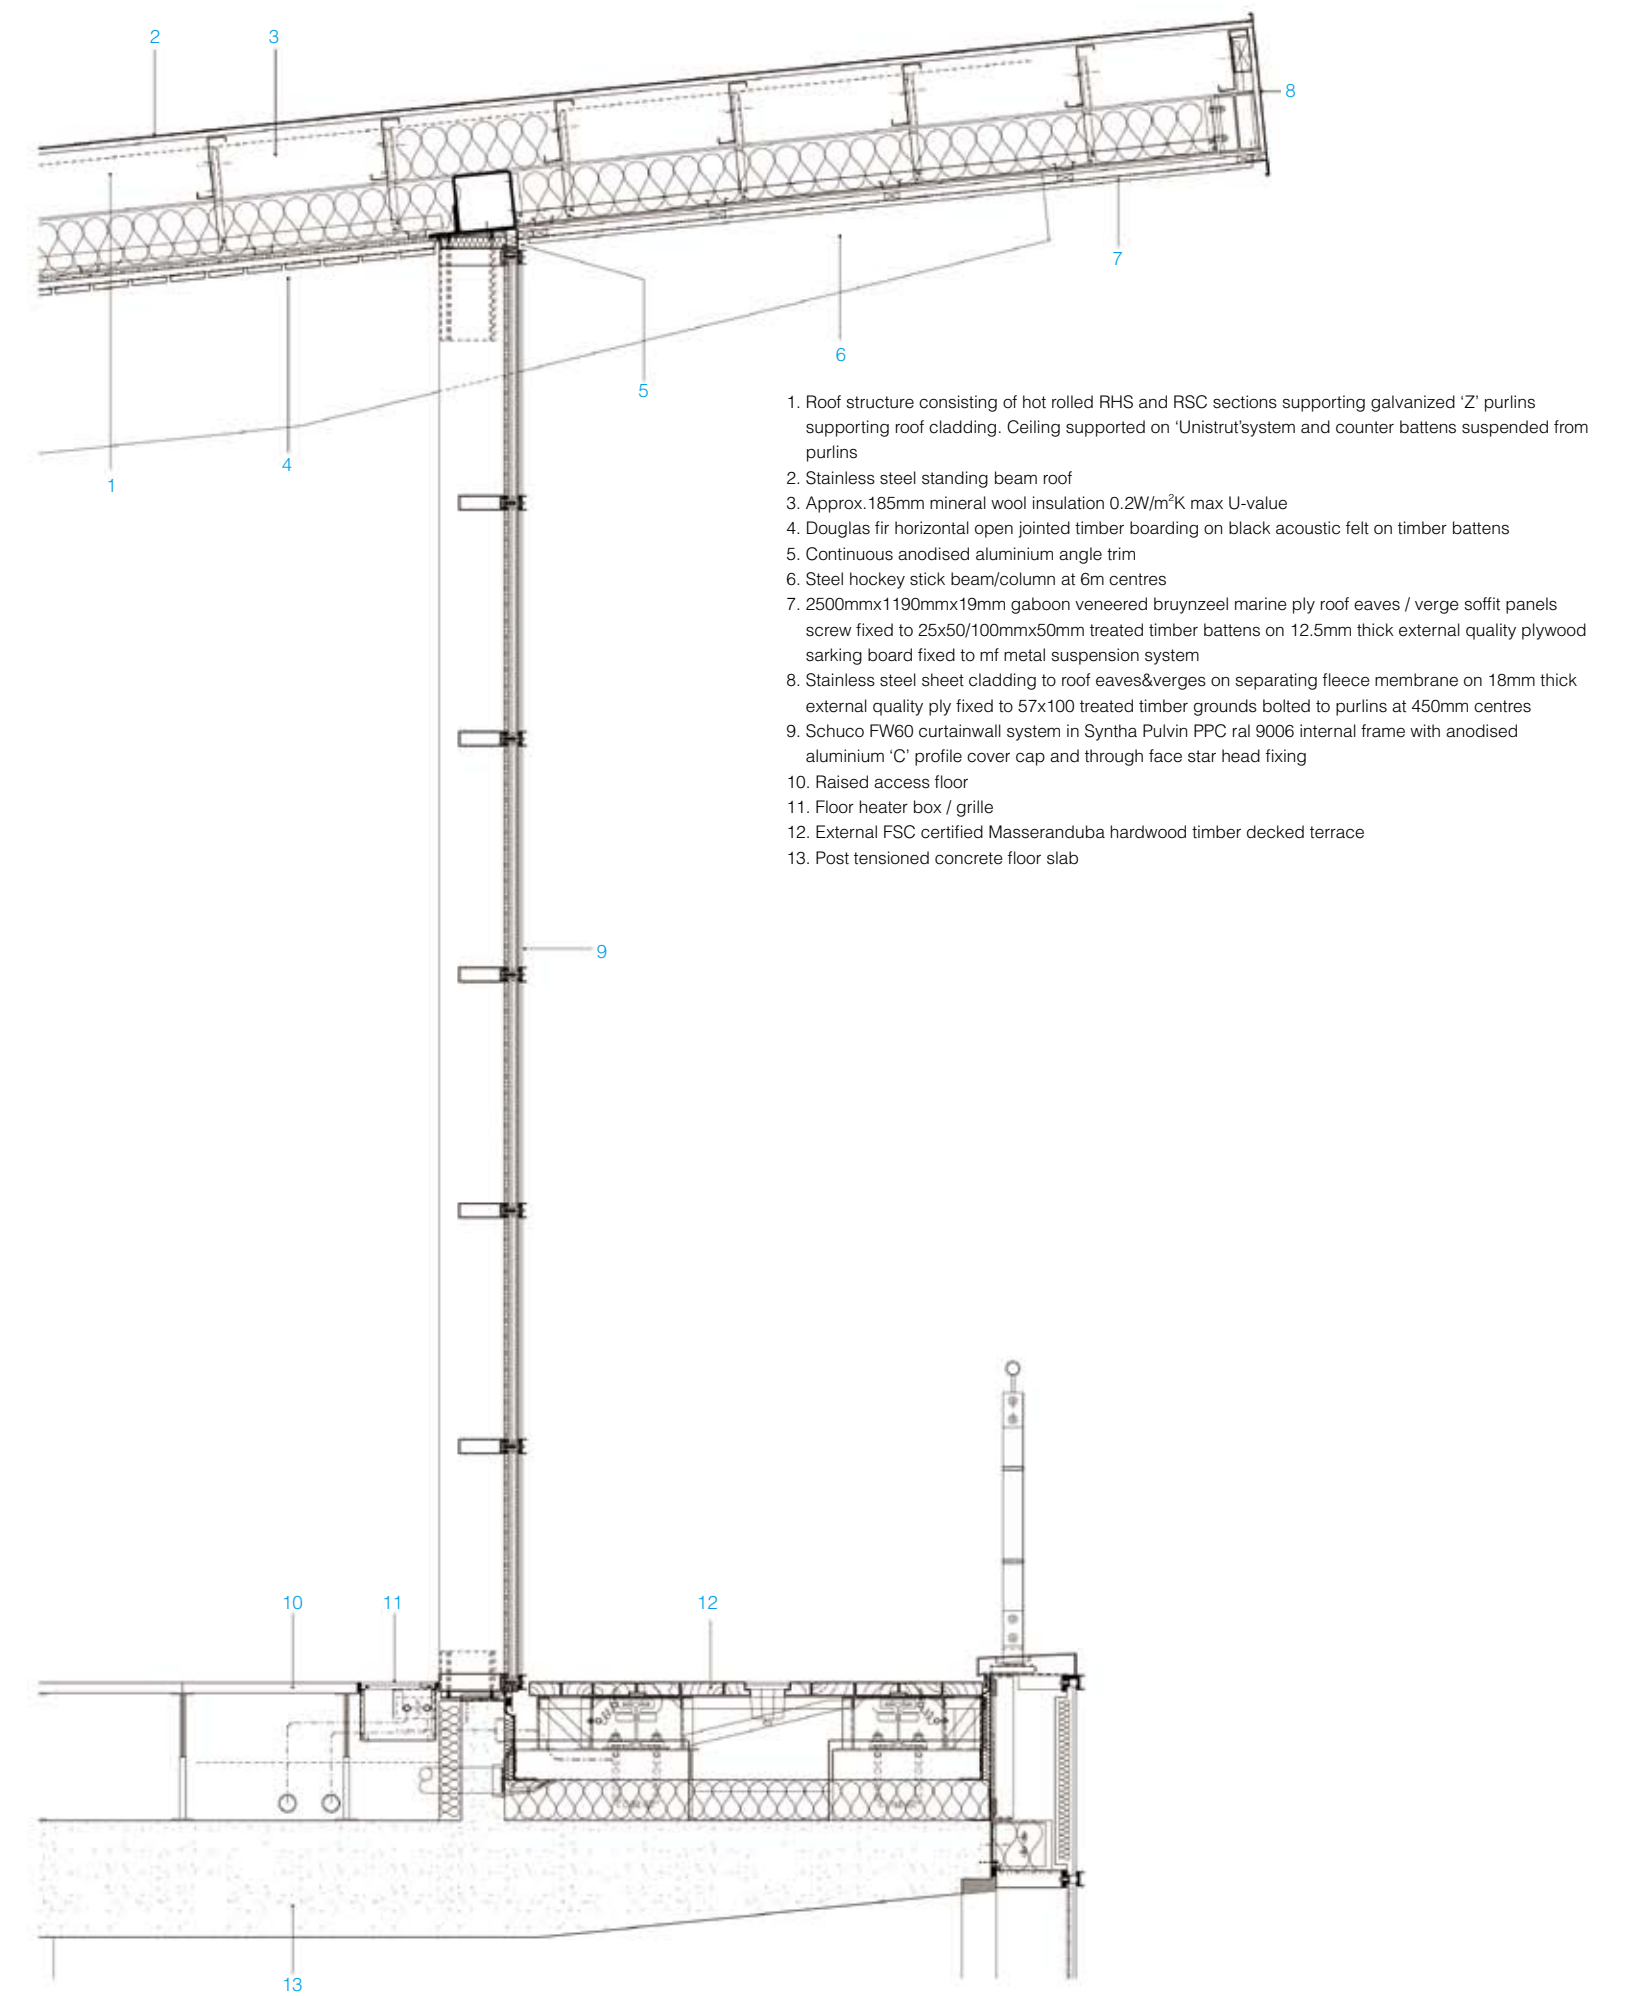 2
3
8
7
6
5
4
1
1. Roof structure consisting of hot rolled RHS and RSC sections supporting galvanized ‘Z’ purlins
supporting roof cladding. Ceiling supported on ‘Unistrut’system and counter battens suspended from
purlins
2. Stainless steel standing beam roof
3. Approx.185mm mineral wool insulation 0.2W/m²K max U-value
4. Douglas fir horizontal open jointed timber boarding on black acoustic felt on timber battens
5. Continuous anodised aluminium angle trim
6. Steel hockey stick beam/column at 6m centres
7. 2500mmx1190mmx19mm gaboon veneered bruynzeel marine ply roof eaves / verge soffit panels
screw fixed to 25x50/100mmx50mm treated timber battens on 12.5mm thick external quality plywood
sarking board fixed to mf metal suspension system
8. Stainless steel sheet cladding to roof eaves&verges on separating fleece membrane on 18mm thick
external quality ply fixed to 57x100 treated timber grounds bolted to purlins at 450mm centres
9. Schuco FW60 curtainwall system in Syntha Pulvin PPC ral 9006 internal frame with anodised
aluminium ‘C’ profile cover cap and through face star head fixing
10. Raised access floor
11. Floor heater box / grille
12. External FSC certified Masseranduba hardwood timber decked terrace
13. Post tensioned concrete floor slab
9
10
11
12
13